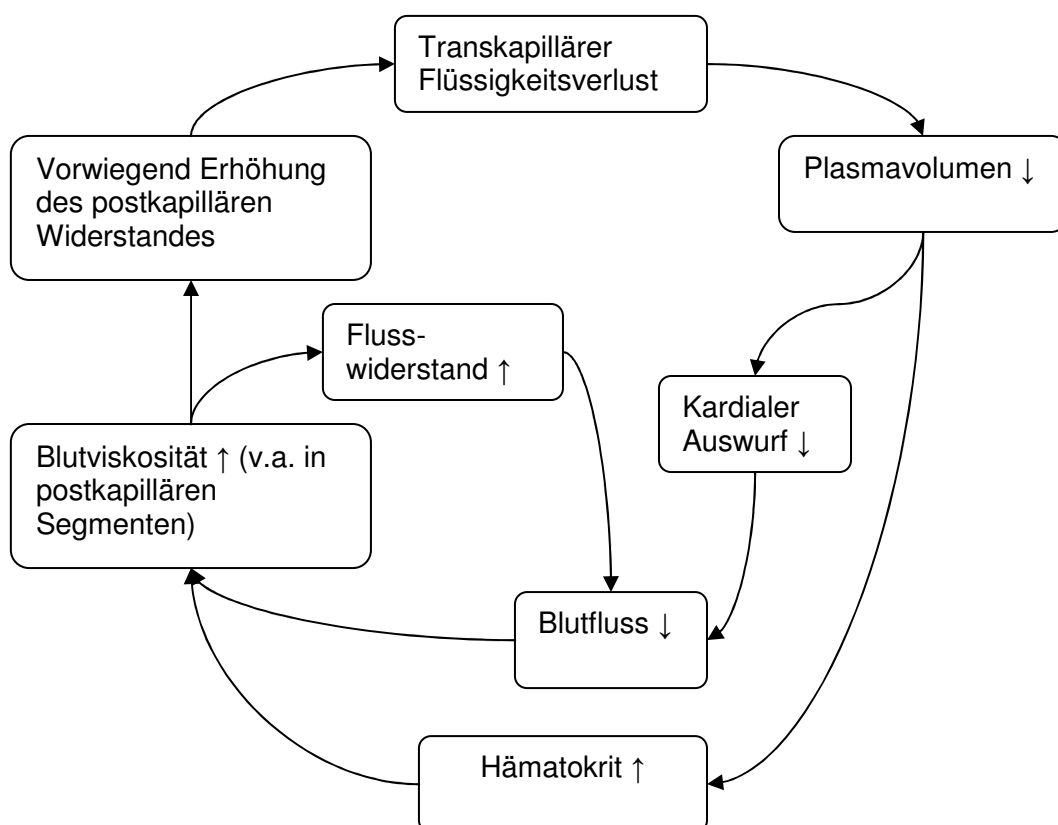 Transkapillärer
Flüssigkeitsverlust
Vorwiegend Erhöhung
des postkapillären
Widerstandes
Plasmavolumen ↓
Fluss-
widerstand ↑
Kardialer
Auswurf ↓
Blutviskosität ↑ (v.a. in
postkapillären
Segmenten)
Blutfluss ↓
Hämatokrit ↑